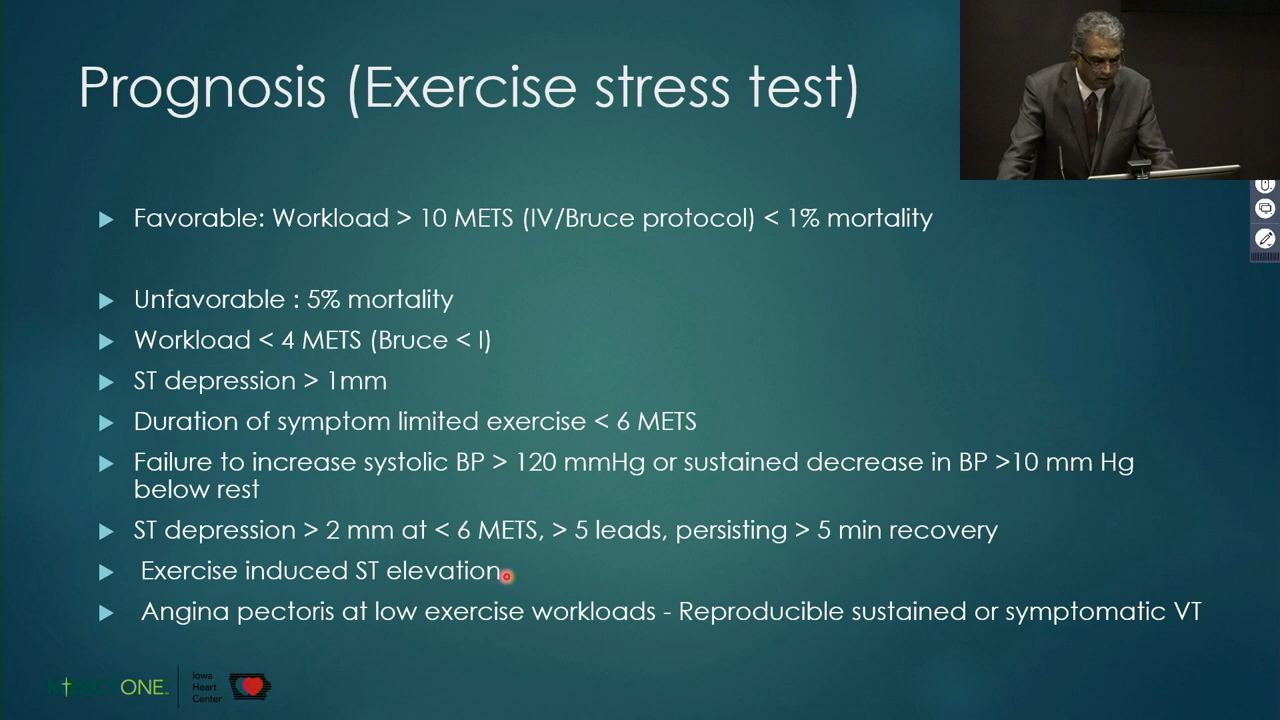 Prognosis (Exercise stress test)
Favorable: Workload > 10 METS (IV/Bruce protocol) < 1% mortality
Unfavorable : 5% mortality
Workload < 4 METS (Bruce < I)
ST depression > 1mm
Duration of symptom limited exercise < 6 METS
Failure to increase systolic BP > 120 mmHg or sustained decrease in BP >10 mm Hg
below rest
ST depression > 2 mm at < 6 METS, > 5 leads, persisting > 5 min recovery
Exercise induced ST elevation
Angina pectoris at low exercise workloads - Reproducible sustained or symptomatic VT
MERCYONE
Iowa
Heart
Center